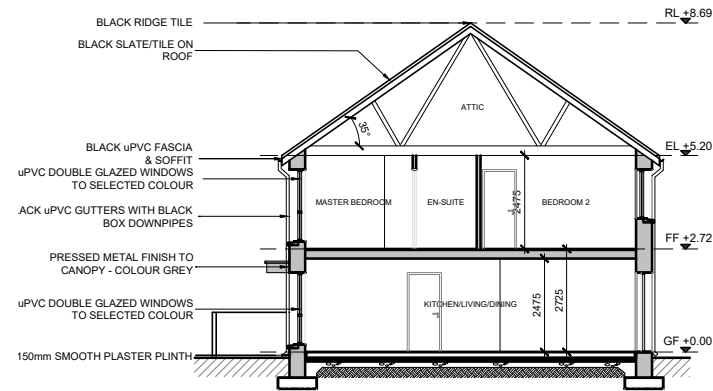 BLACK RIDGE TILE
BLACK SLATE/TILE ON
ROOF
BLACK uPVC FASCIA
& SOFFIT
uPVC DOUBLE GLAZED WINDOWS
TO SELECTED COLOUR
ACK uPVC GUTTERS WITH BLACK
BOX DOWNPIPES
PRESSED METAL FINISH TO
CANOPY - COLOUR GREY
uPVC DOUBLE GLAZED WINDOWS
TO SELECTED COLOUR
150mm SMOOTH PLASTER PLINTH
ATTIC
35°
MASTER BEDROOM
EN-SUITE
2475
BEDROOM 2
KITCHEN/LIVING/DINING
2475
2725
RL +8.69
EL +5.20
FF +2.72
GF +0.00